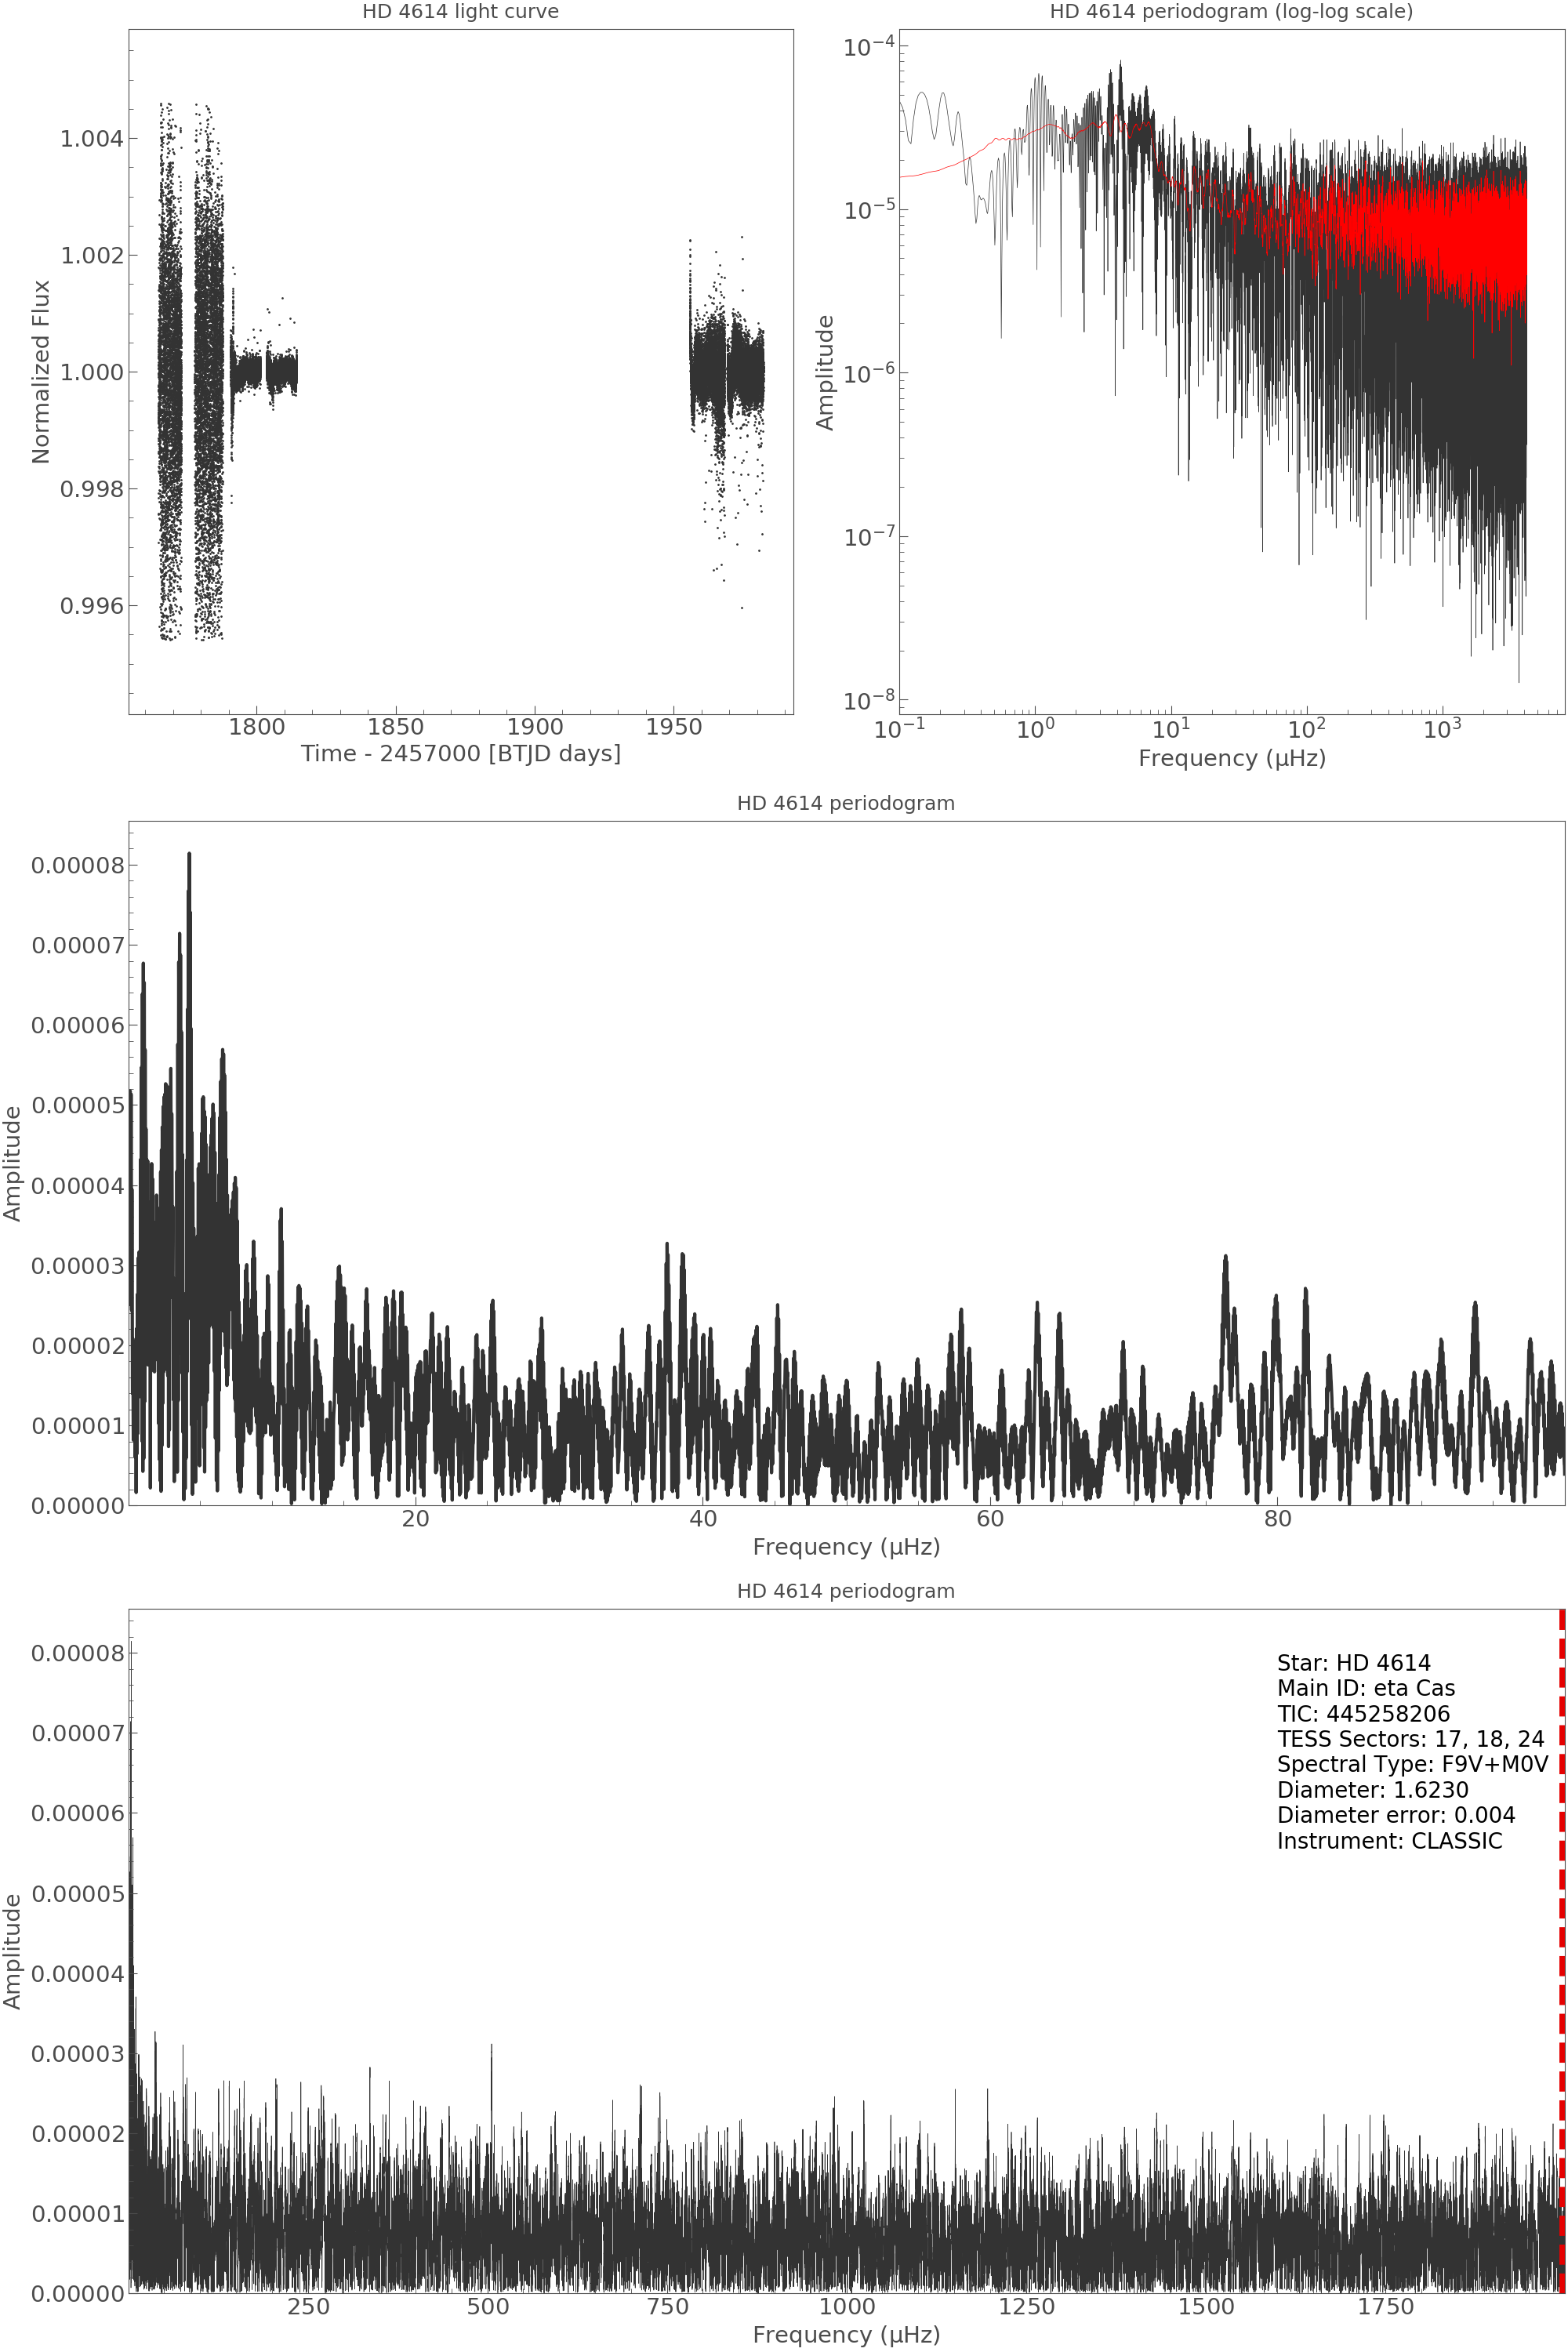 HD 4614 light curve
Normalized Flux
1.004
1.002
1.000
0.998
0.996
1800 1850 1900 1950
Time - 2457000 [BTJD days]
HD 4614 periodogram (log-log scale)
Amplitude
10⁻⁴
10⁻⁵
10⁻⁶
10⁻⁷
10⁻⁸
10⁻¹ 10⁰ 10¹ 10² 10³
Frequency (μHz)
HD 4614 periodogram
Amplitude
0.00008
0.00007
0.00006
0.00005
0.00004
0.00003
0.00002
0.00001
0.00000
20 40 60 80
Frequency (μHz)
HD 4614 periodogram
Amplitude
0.00008
0.00007
0.00006
0.00005
0.00004
0.00003
0.00002
0.00001
0.00000
Star: HD 4614
Main ID: eta Cas
TIC: 445258206
TESS Sectors: 17, 18, 24
Spectral Type: F9V+M0V
Diameter: 1.6230
Diameter error: 0.004
Instrument: CLASSIC
250 500 750 1000 1250 1500 1750
Frequency (μHz)